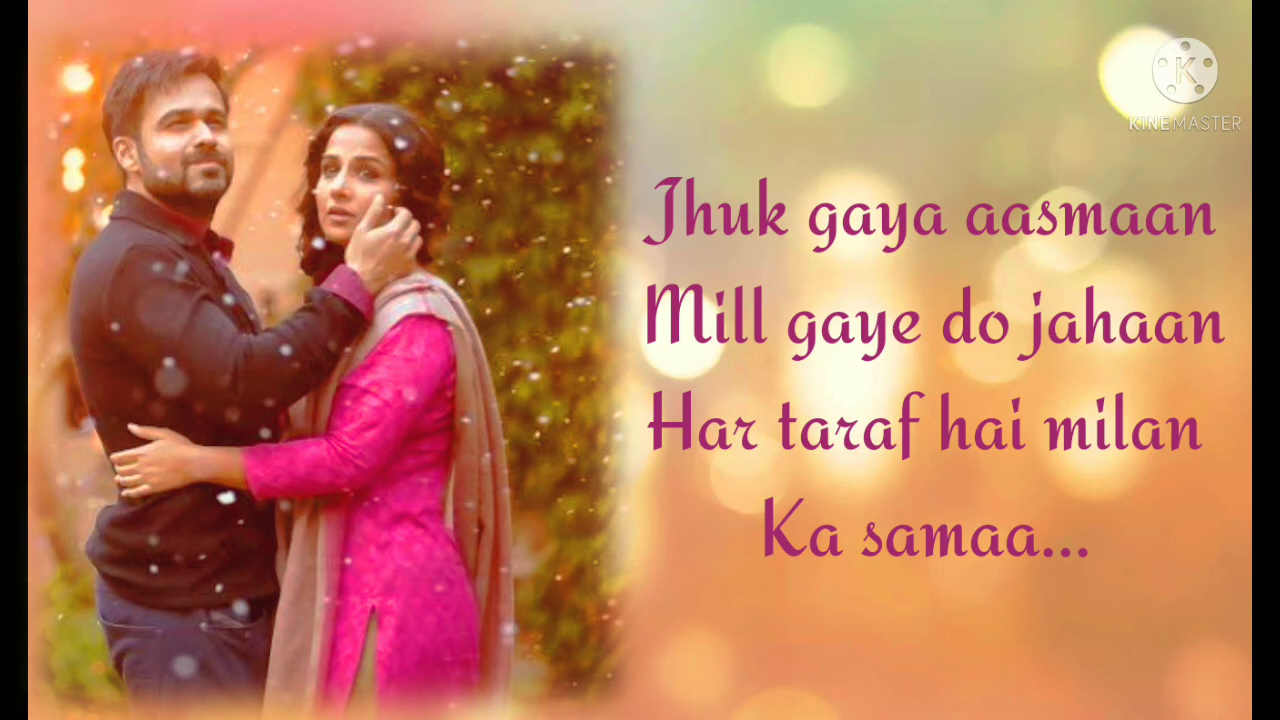 K
KINEMASTER
Jhuk gaya aasmaan
Mill gaye do jahaan
Har taraf hai milan
Ka samaa...